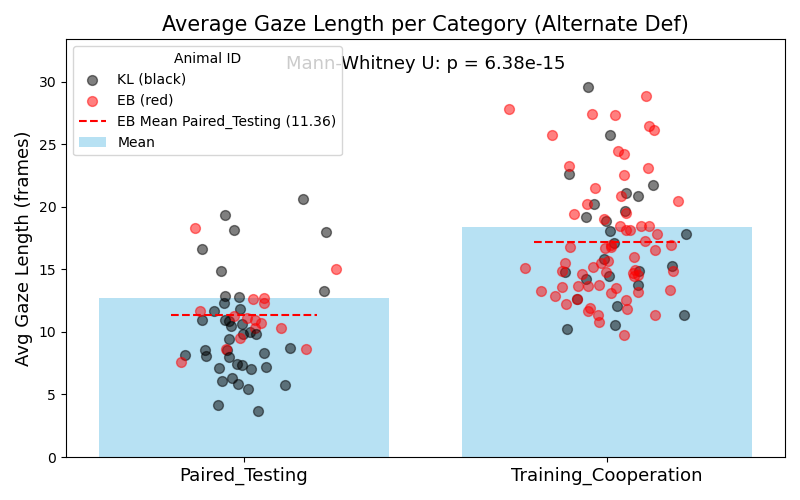 Average Gaze Length per Category (Alternate Def)
Mann-Whitney U: p = 6.38e-15
Animal ID
KL (black)
EB (red)
EB Mean Paired_Testing (11.36)
Mean
Avg Gaze Length (frames)
30
25
20
15
10
5
0
Paired_Testing
Training_Cooperation